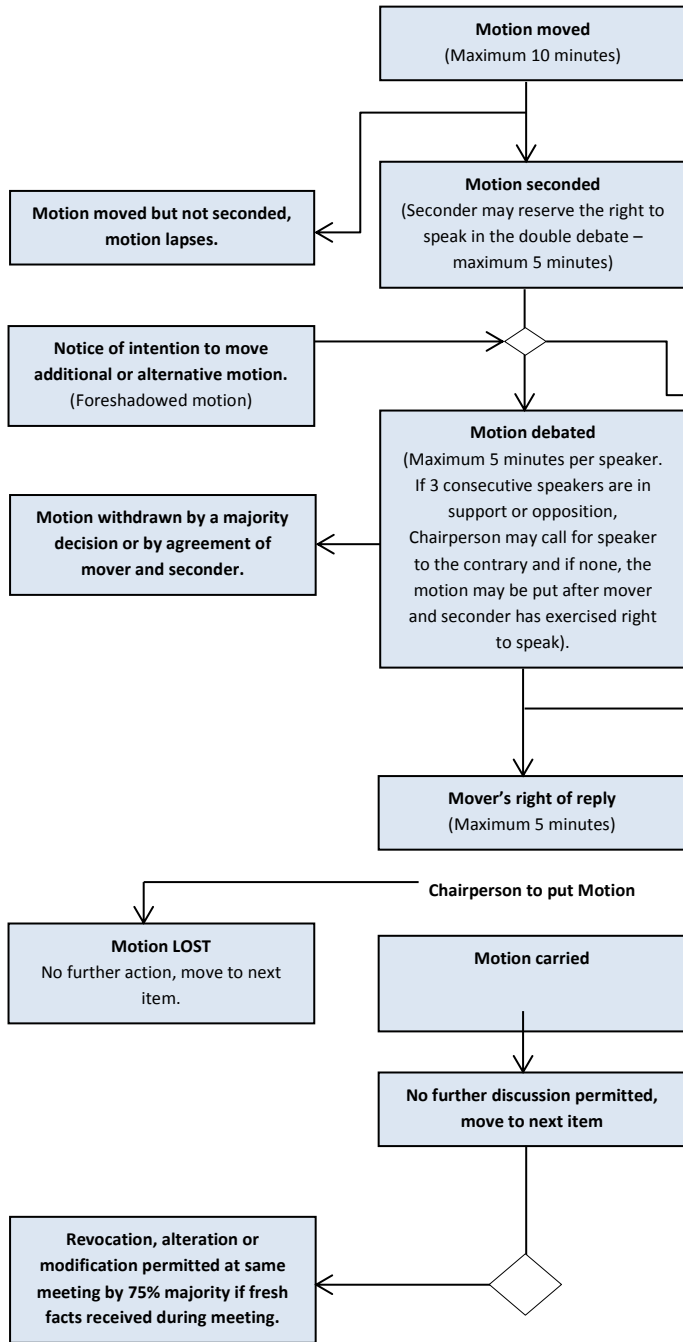 Motion moved
(Maximum 10 minutes)
Motion seconded
(Seconder may reserve the right to
speak in the double debate –
maximum 5 minutes)
Motion moved but not seconded,
motion lapses.
Notice of intention to move
additional or alternative motion.
(Foreshadowed motion)
Motion debated
(Maximum 5 minutes per speaker.
If 3 consecutive speakers are in
support or opposition,
Chairperson may call for speaker
to the contrary and if none, the
motion may be put after mover
and seconder has exercised right
to speak).
Motion withdrawn by a majority
decision or by agreement of
mover and seconder.
Mover’s right of reply
(Maximum 5 minutes)
Chairperson to put Motion
Motion LOST
No further action, move to next
item.
Motion carried
No further discussion permitted,
move to next item
Revocation, alteration or
modification permitted at same
meeting by 75% majority if fresh
facts received during meeting.